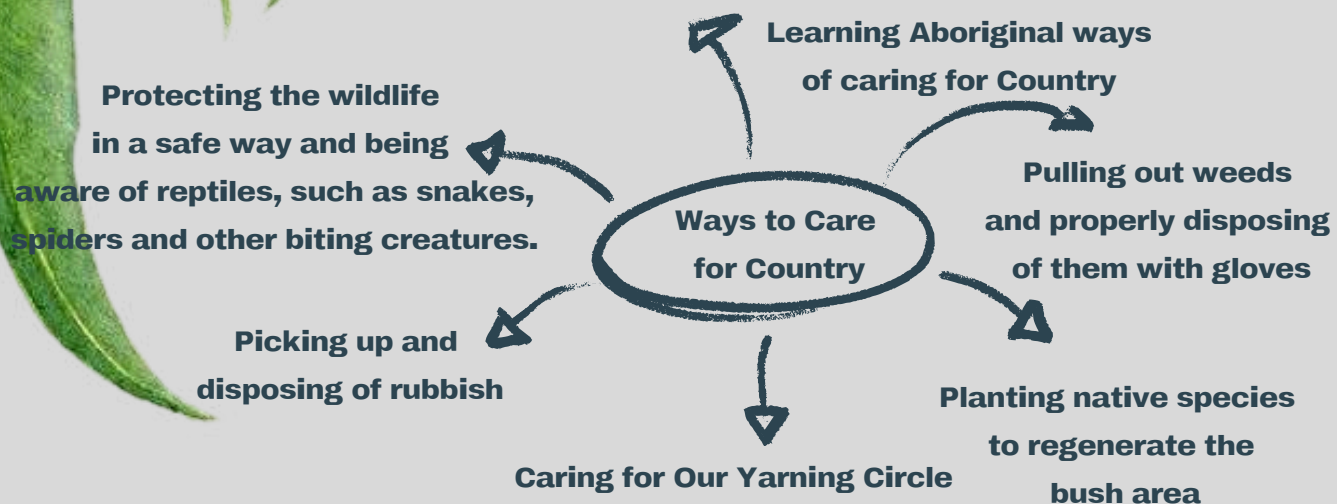 Learning Aboriginal ways
of caring for Country
Protecting the wildlife
in a safe way and being
aware of reptiles, such as snakes,
spiders and other biting creatures.
Ways to Care
for Country
Pulling out weeds
and properly disposing
of them with gloves
Picking up and
disposing of rubbish
Planting native species
to regenerate the
bush area
Caring for Our Yarning Circle